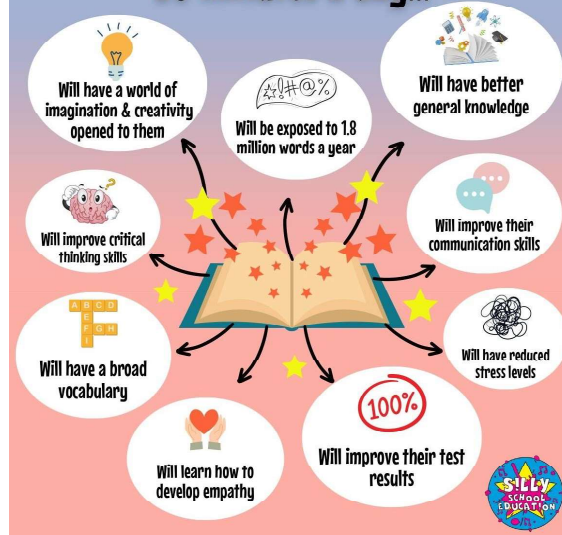 Will have a world of
imagination & creativity
opened to them
*!#@%
Will be exposed to 1.8
million words a year
Will have better
general knowledge
Will improve critical
thinking skills
Will improve their
communication skills
A B C D
E
F G H
I
Will have a broad
vocabulary
Will have reduced
stress levels
Will learn how to
develop empathy
100%
Will improve their test
results
SILLY
SCHOOL
EDUCATION